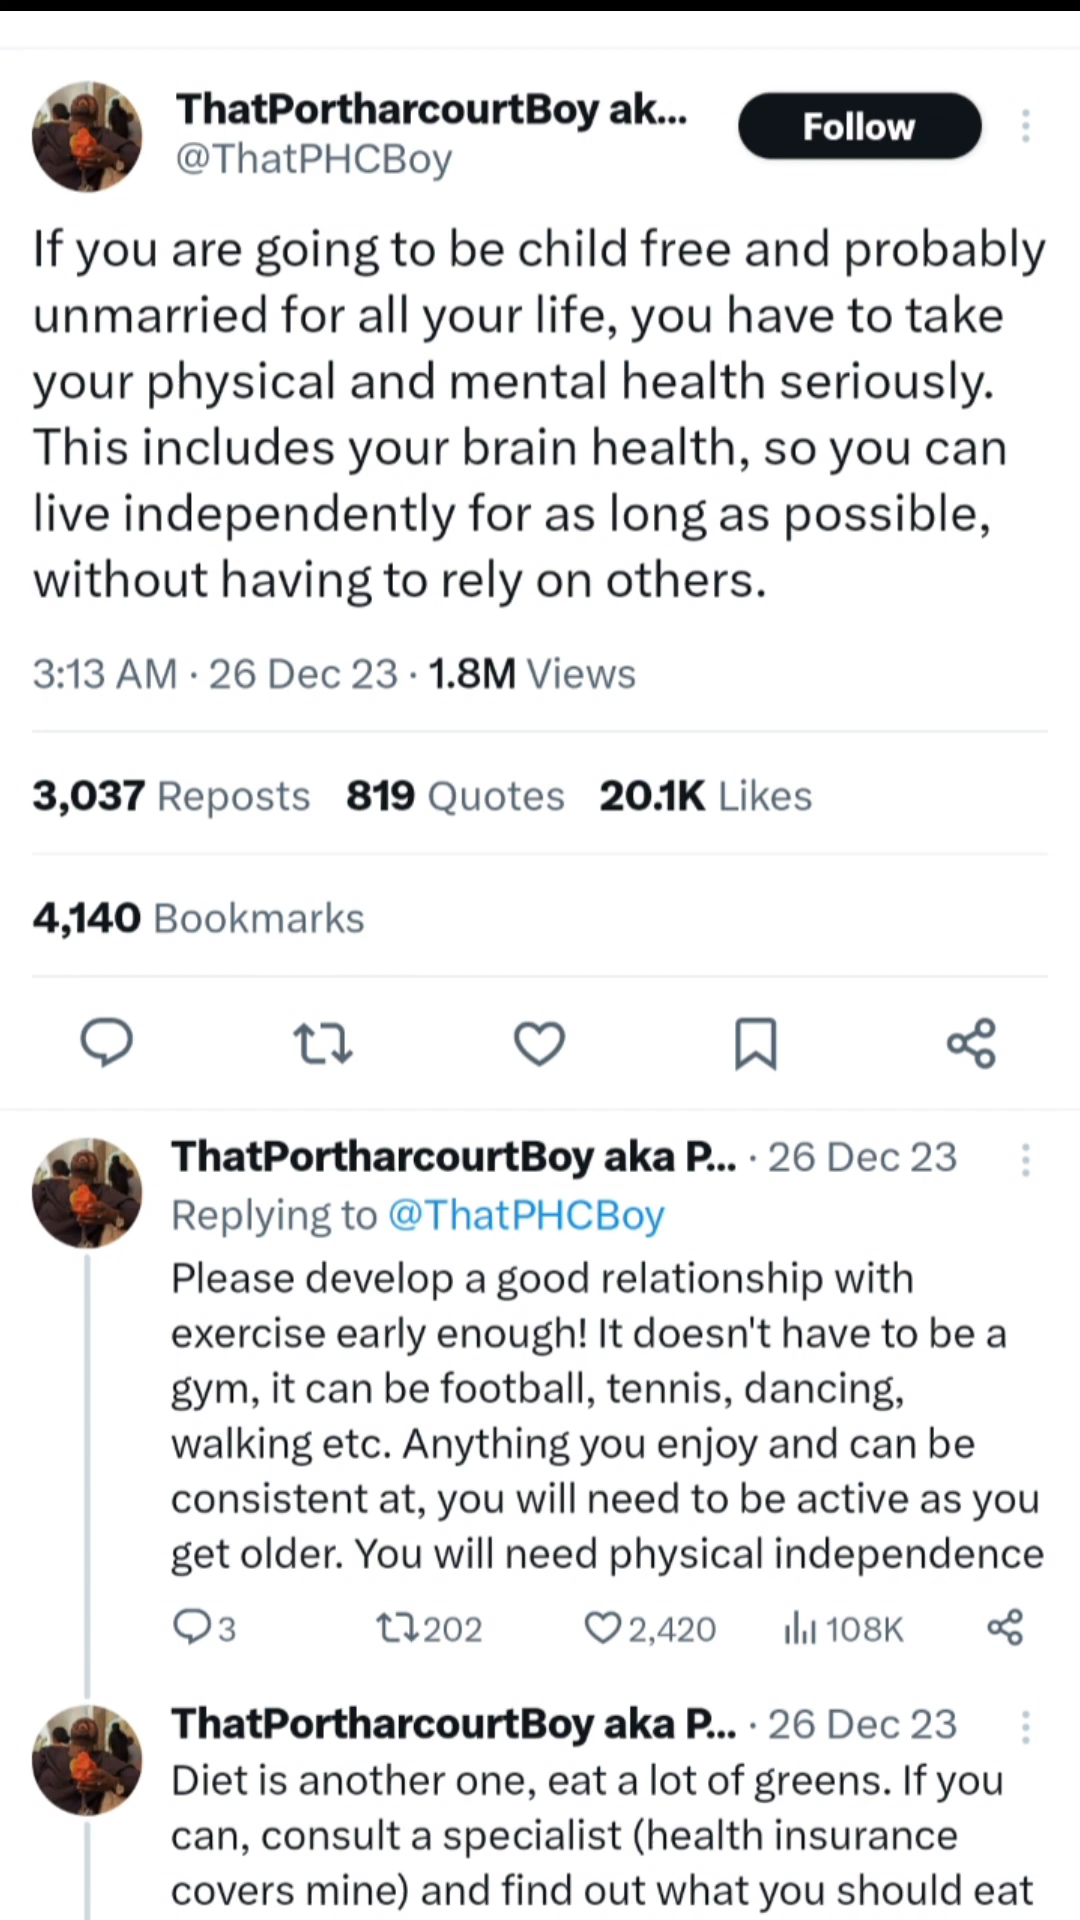 ThatPortharcourtBoy ak...
Follow
@ThatPHCBoy
If you are going to be child free and probably
unmarried for all your life, you have to take
your physical and mental health seriously.
This includes your brain health, so you can
live independently for as long as possible,
without having to rely on others.
3:13 AM · 26 Dec 23 · 1.8M Views
3,037 Reposts 819 Quotes 20.1K Likes
4,140 Bookmarks
ThatPortharcourtBoy aka P... · 26 Dec 23
Replying to @ThatPHCBoy
Please develop a good relationship with
exercise early enough! It doesn't have to be a
gym, it can be football, tennis, dancing,
walking etc. Anything you enjoy and can be
consistent at, you will need to be active as you
get older. You will need physical independence
3 202 2,420 108K
ThatPortharcourtBoy aka P... · 26 Dec 23
Diet is another one, eat a lot of greens. If you
can, consult a specialist (health insurance
covers mine) and find out what you should eat